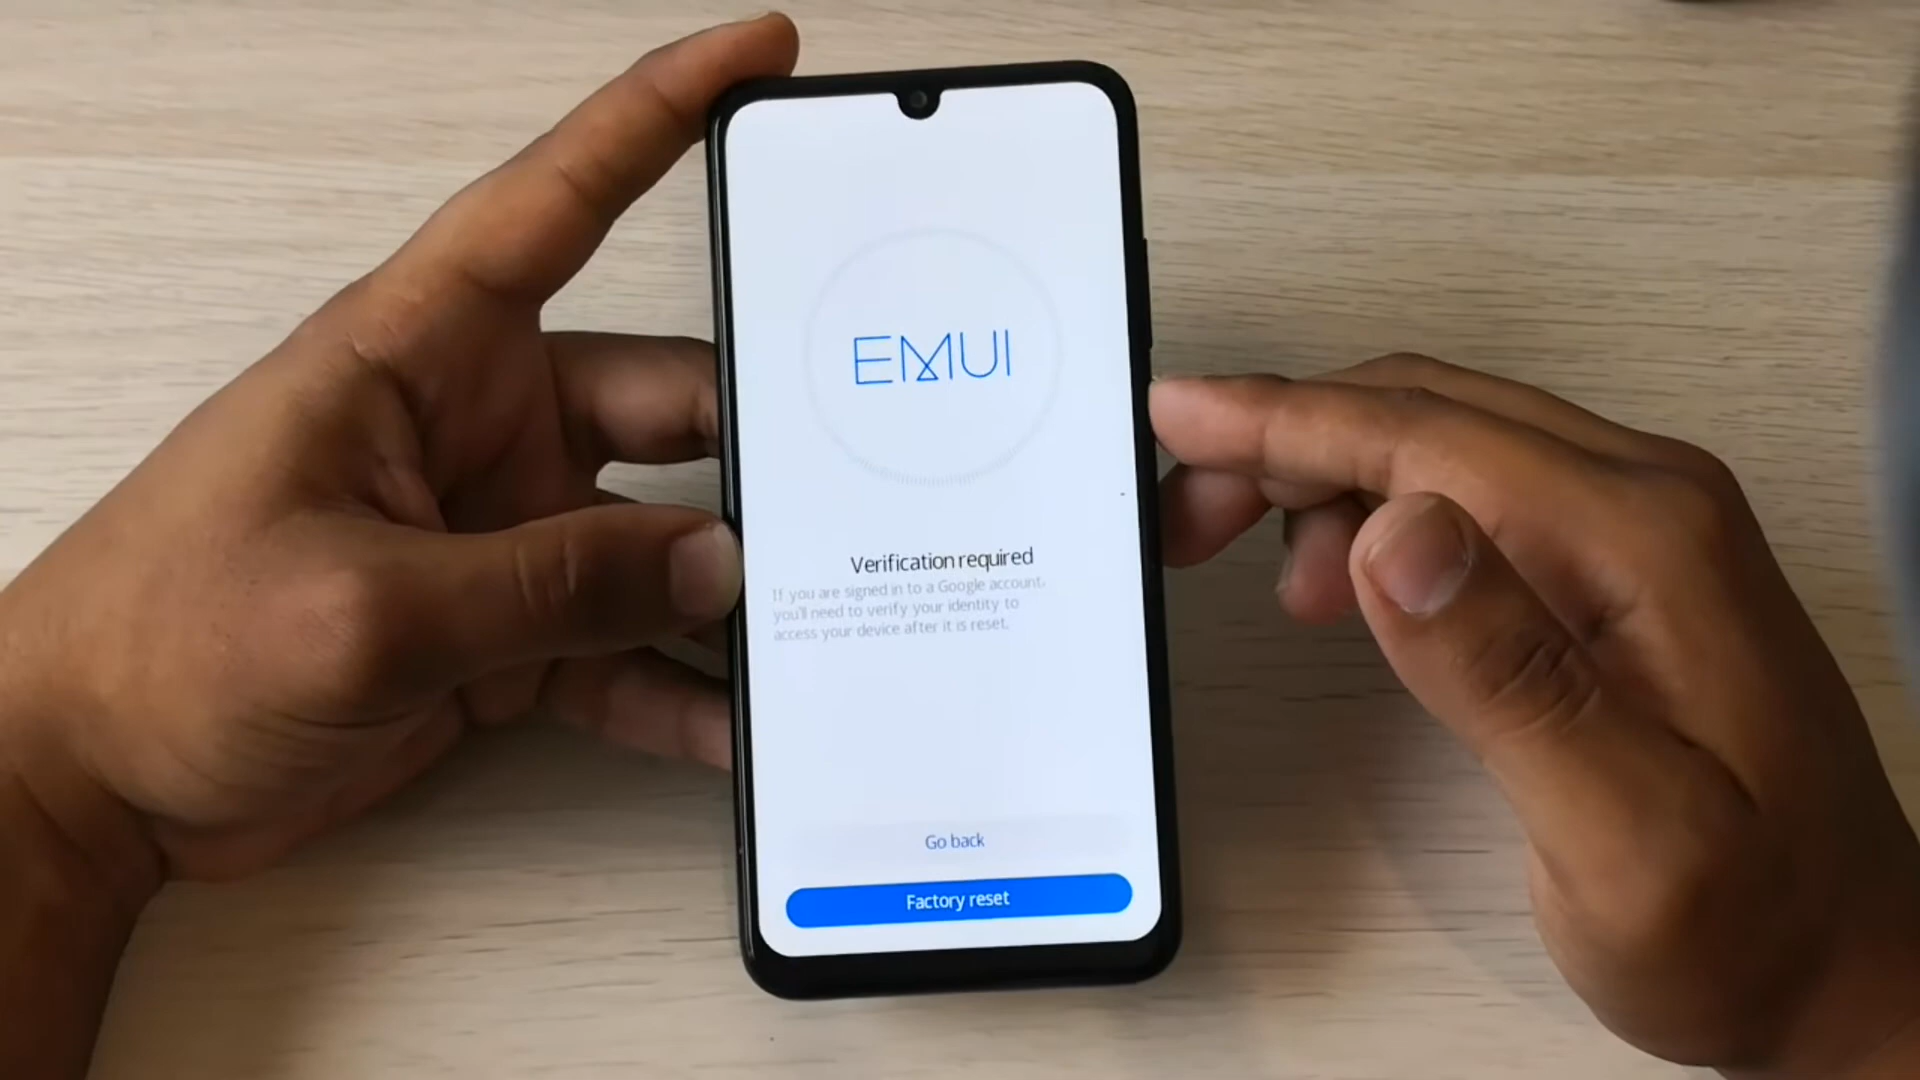 EMUI
Verification required
If you are signed in to a Google account,
you'll need to verify your identity to
access your device after it is reset.
Go back
Factory reset